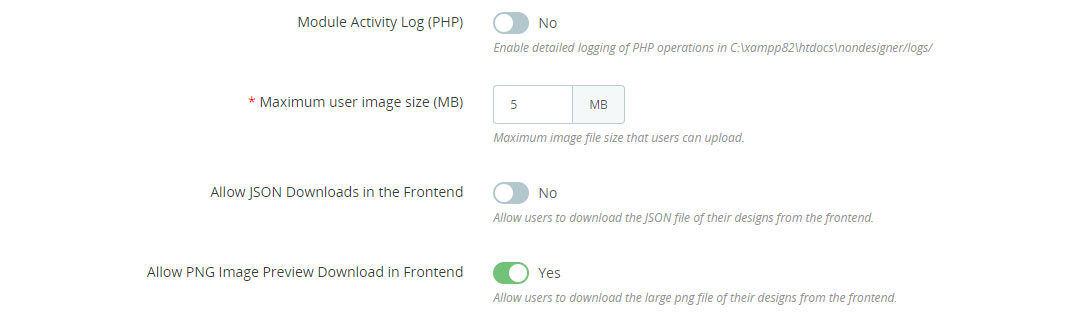 Module Activity Log (PHP) No
Enable detailed logging of PHP operations in C:\xampp82\htdocs\nondesigner/logs/
* Maximum user image size (MB) 5 MB
Maximum image file size that users can upload.
Allow JSON Downloads in the Frontend No
Allow users to download the JSON file of their designs from the frontend.
Allow PNG Image Preview Download in Frontend Yes
Allow users to download the large png file of their designs from the frontend.